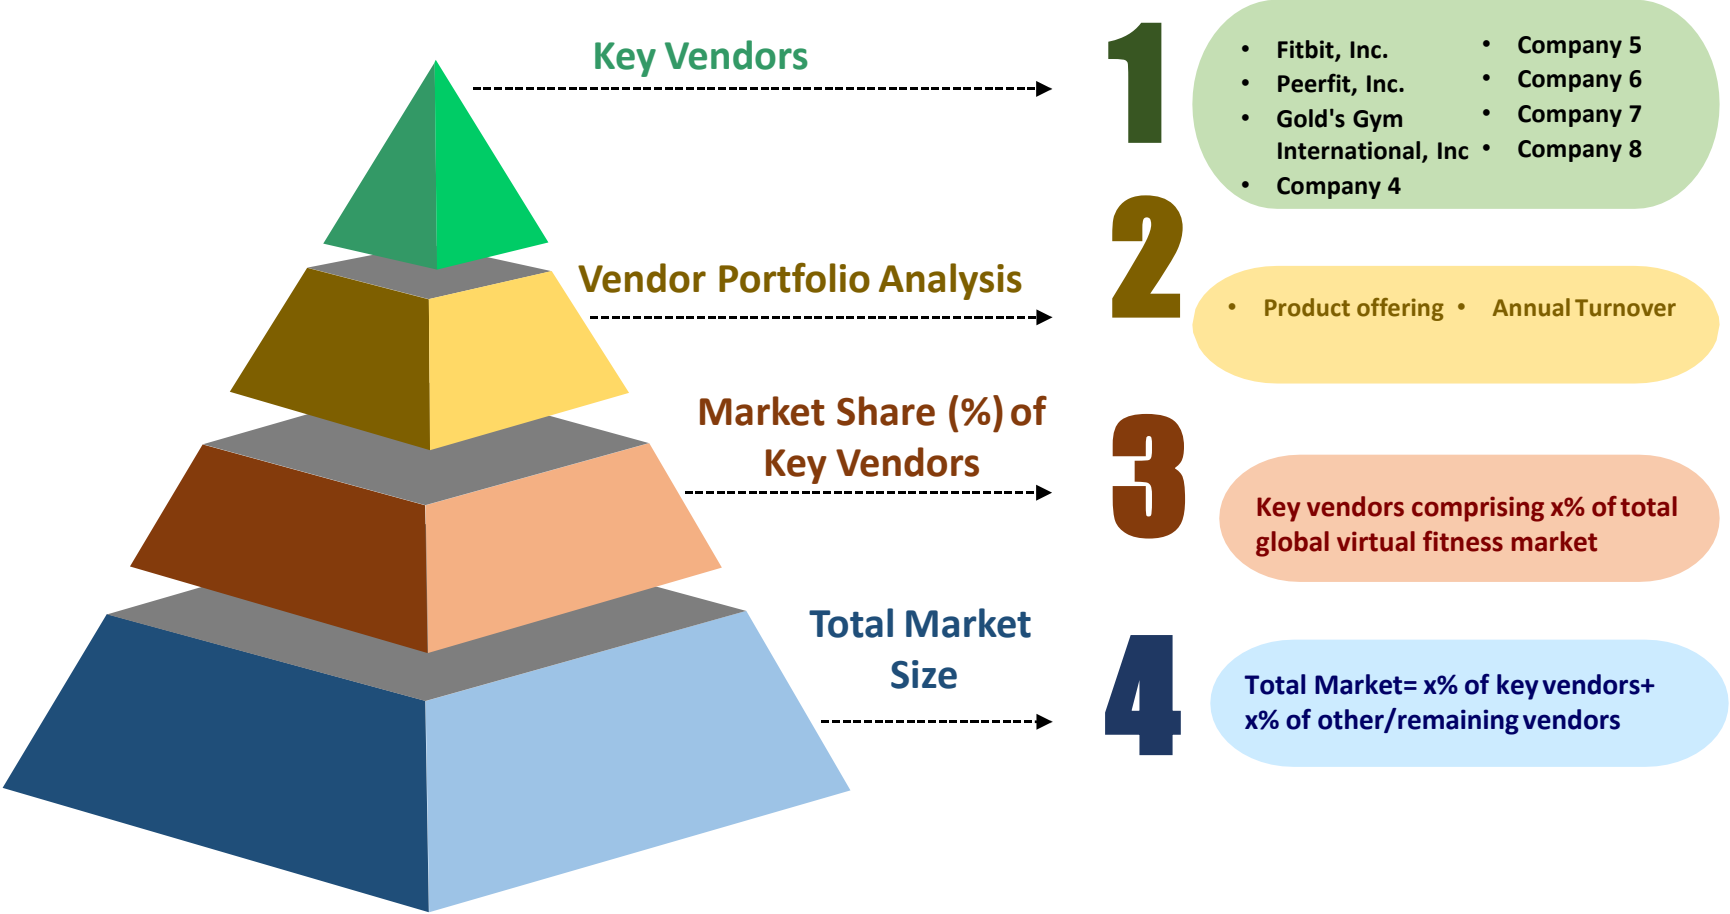 Key Vendors
1
• Fitbit, Inc.
• Peerfit, Inc.
• Gold's Gym
International, Inc
• Company 4
• Company 5
• Company 6
• Company 7
• Company 8
Vendor Portfolio Analysis
2
• Product offering • Annual Turnover
Market Share (%) of
Key Vendors
3
Key vendors comprising x% of total
global virtual fitness market
Total Market
Size
4
Total Market= x% of key vendors+
x% of other/remaining vendors